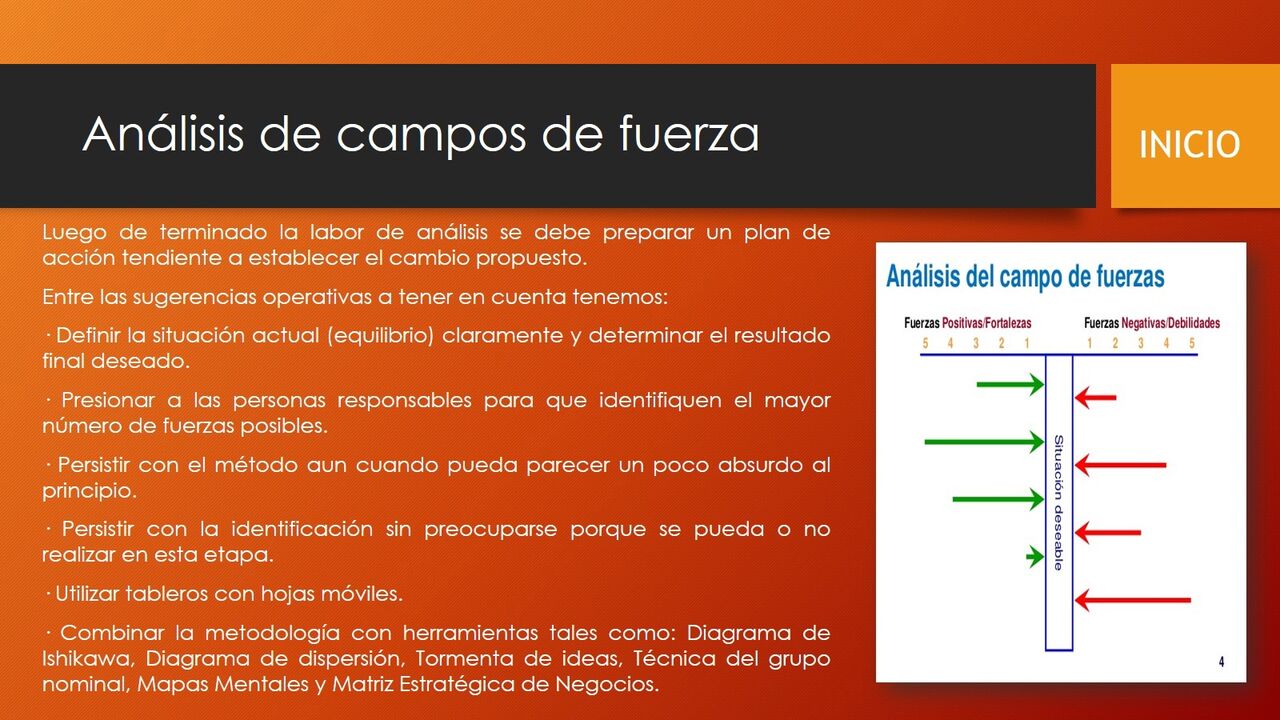 Análisis de campos de fuerza
INICIO
Luego de terminado la labor de análisis se debe preparar un plan de
acción tendiente a establecer el cambio propuesto.
Entre las sugerencias operativas a tener en cuenta tenemos:
· Definir la situación actual (equilibrio) claramente y determinar el resultado
final deseado.
· Presionar a las personas responsables para que identifiquen el mayor
número de fuerzas posibles.
· Persistir con el método aun cuando pueda parecer un poco absurdo al
principio.
· Persistir con la identificación sin preocuparse porque se pueda o no
realizar en esta etapa.
· Utilizar tableros con hojas móviles.
· Combinar la metodología con herramientas tales como: Diagrama de
Ishikawa, Diagrama de dispersión, Tormenta de ideas, Técnica del grupo
nominal, Mapas Mentales y Matriz Estratégica de Negocios.
Análisis del campo de fuerzas
Fuerzas Positivas/Fortalezas
Fuerzas Negativas/Debilidades
5 4 3 2 1
1 2 3 4 5
Situación deseable
4